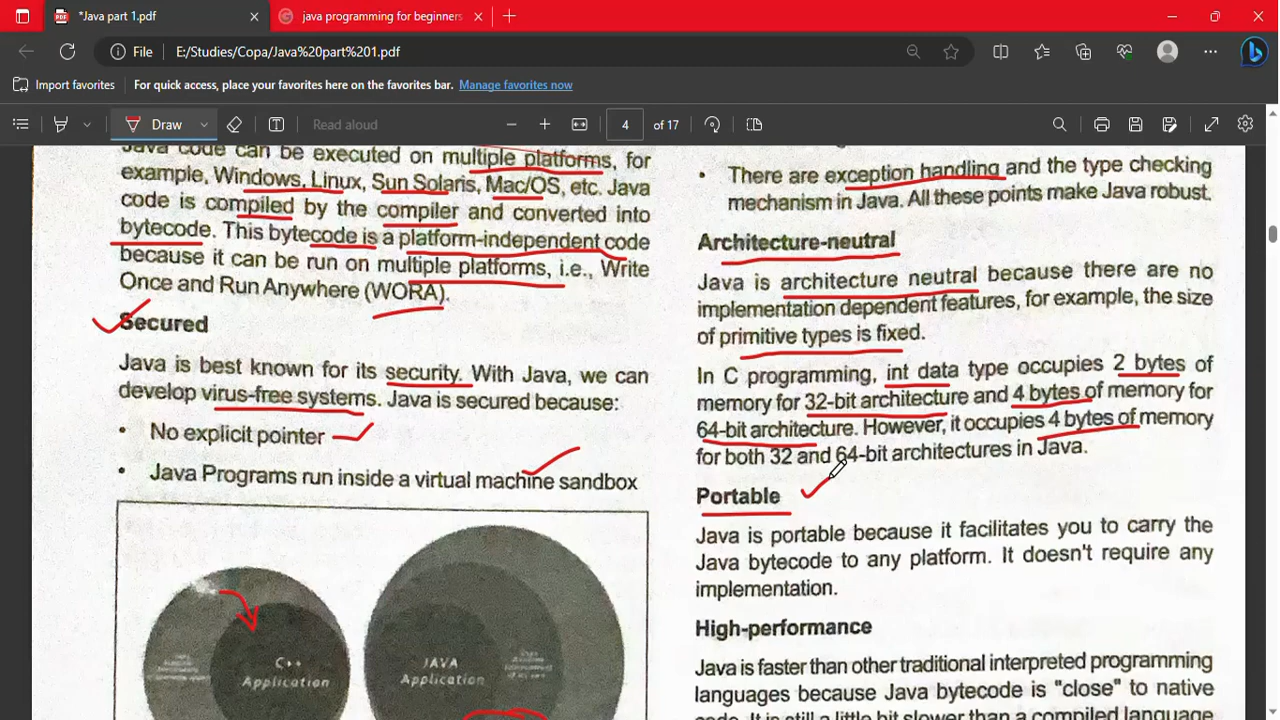 *Java part 1.pdf
java programming for beginners
File
E:/Studies/Copa/Java%20part%201.pdf
Import favorites
For quick access, place your favorites here on the favorites bar. Manage favorites now
Draw
Read aloud
4 of 17
Java code can be executed on multiple platforms, for
example, Windows, Linux, Sun Solaris, Mac/OS, etc. Java
code is compiled by the compiler and converted into
bytecode. This bytecode is a platform-independent code
because it can be run on multiple platforms, i.e., Write
Once and Run Anywhere (WORA).
Secured
Java is best known for its security. With Java, we can
develop virus-free systems. Java is secured because:
• No explicit pointer
• Java Programs run inside a virtual machine sandbox
C++
Application
JAVA
Application
• There are exception handling and the type checking
mechanism in Java. All these points make Java robust.
Architecture-neutral
Java is architecture neutral because there are no
implementation dependent features, for example, the size
of primitive types is fixed.
In C programming, int data type occupies 2 bytes of
memory for 32-bit architecture and 4 bytes of memory for
64-bit architecture. However, it occupies 4 bytes of memory
for both 32 and 64-bit architectures in Java.
Portable
Java is portable because it facilitates you to carry the
Java bytecode to any platform. It doesn't require any
implementation.
High-performance
Java is faster than other traditional interpreted programming
languages because Java bytecode is "close" to native
code. It is still a little bit slower than a compiled language